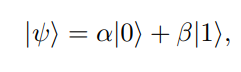 |ψ⟩ = α|0⟩ + β|1⟩,